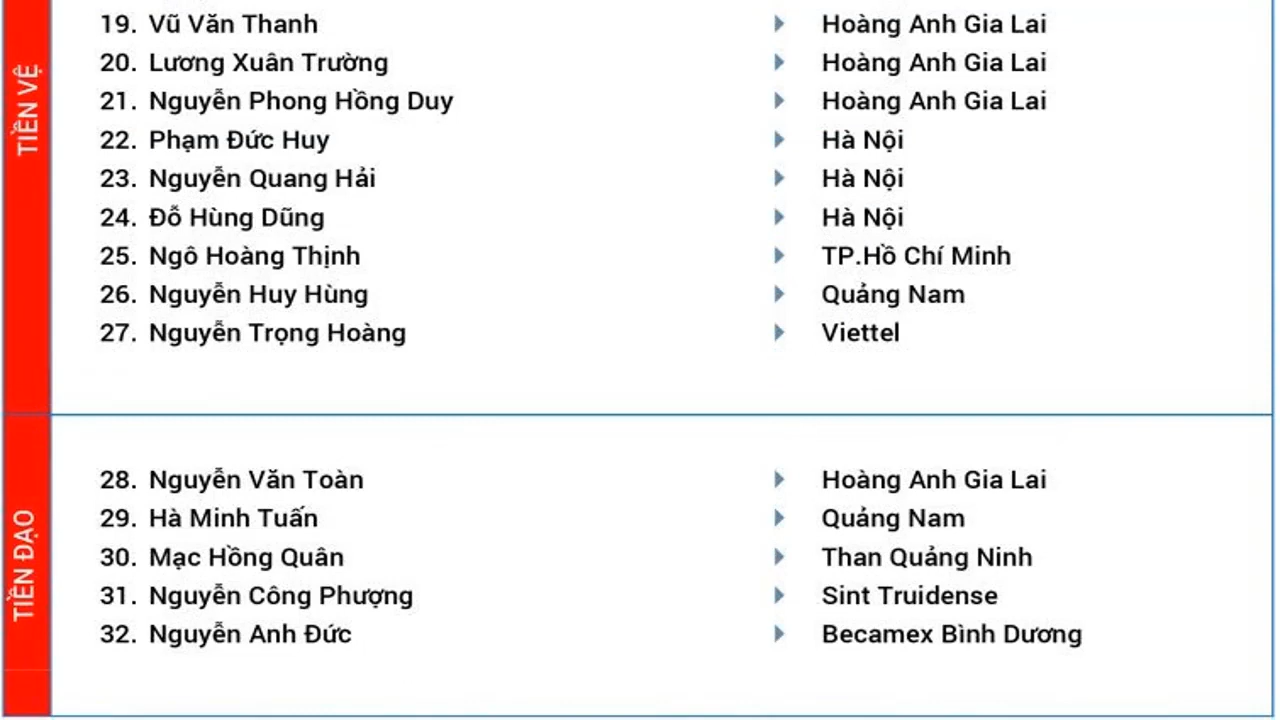 TIỀN VỆ
19. Vũ Văn Thanh Hoàng Anh Gia Lai
20. Lương Xuân Trường Hoàng Anh Gia Lai
21. Nguyễn Phong Hồng Duy Hoàng Anh Gia Lai
22. Phạm Đức Huy Hà Nội
23. Nguyễn Quang Hải Hà Nội
24. Đỗ Hùng Dũng Hà Nội
25. Ngô Hoàng Thịnh TP.Hồ Chí Minh
26. Nguyễn Huy Hùng Quảng Nam
27. Nguyễn Trọng Hoàng Viettel
TIỀN ĐẠO
28. Nguyễn Văn Toàn Hoàng Anh Gia Lai
29. Hà Minh Tuấn Quảng Nam
30. Mạc Hồng Quân Than Quảng Ninh
31. Nguyễn Công Phượng Sint Truidense
32. Nguyễn Anh Đức Becamex Bình Dương